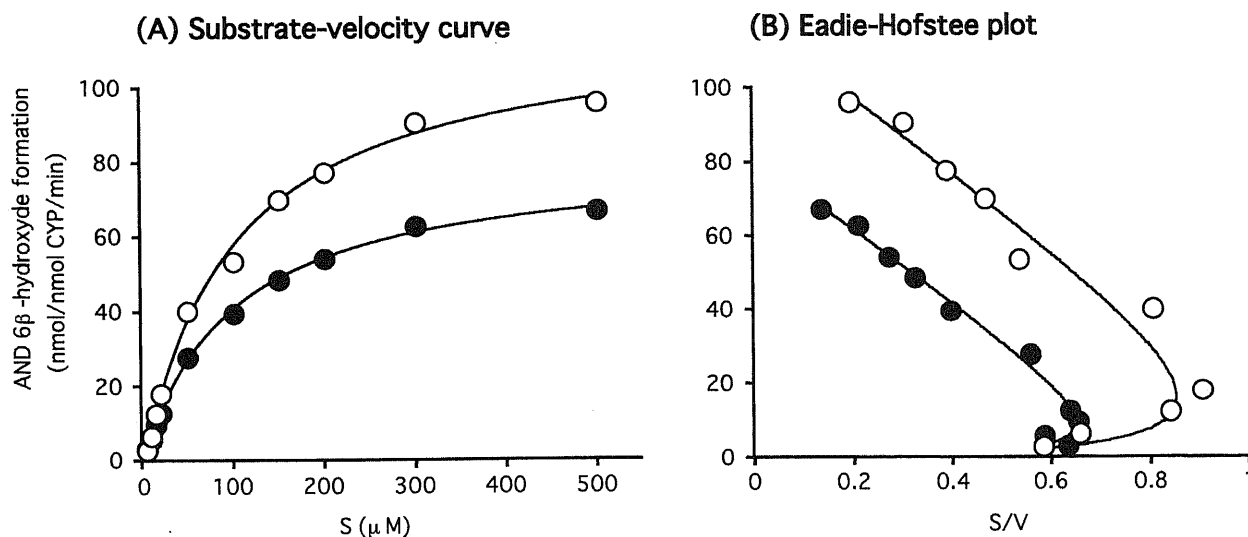 (A) Substrate-velocity curve
AND 6β-hydroxyde formation
(nmol/nmol CYP/min)
100
80
60
40
20
0
0 100 200 300 400 500
S (μ M)
(B) Eadie-Hofstee plot
100
80
60
40
20
0
0 0.2 0.4 0.6 0.8 1
S/V